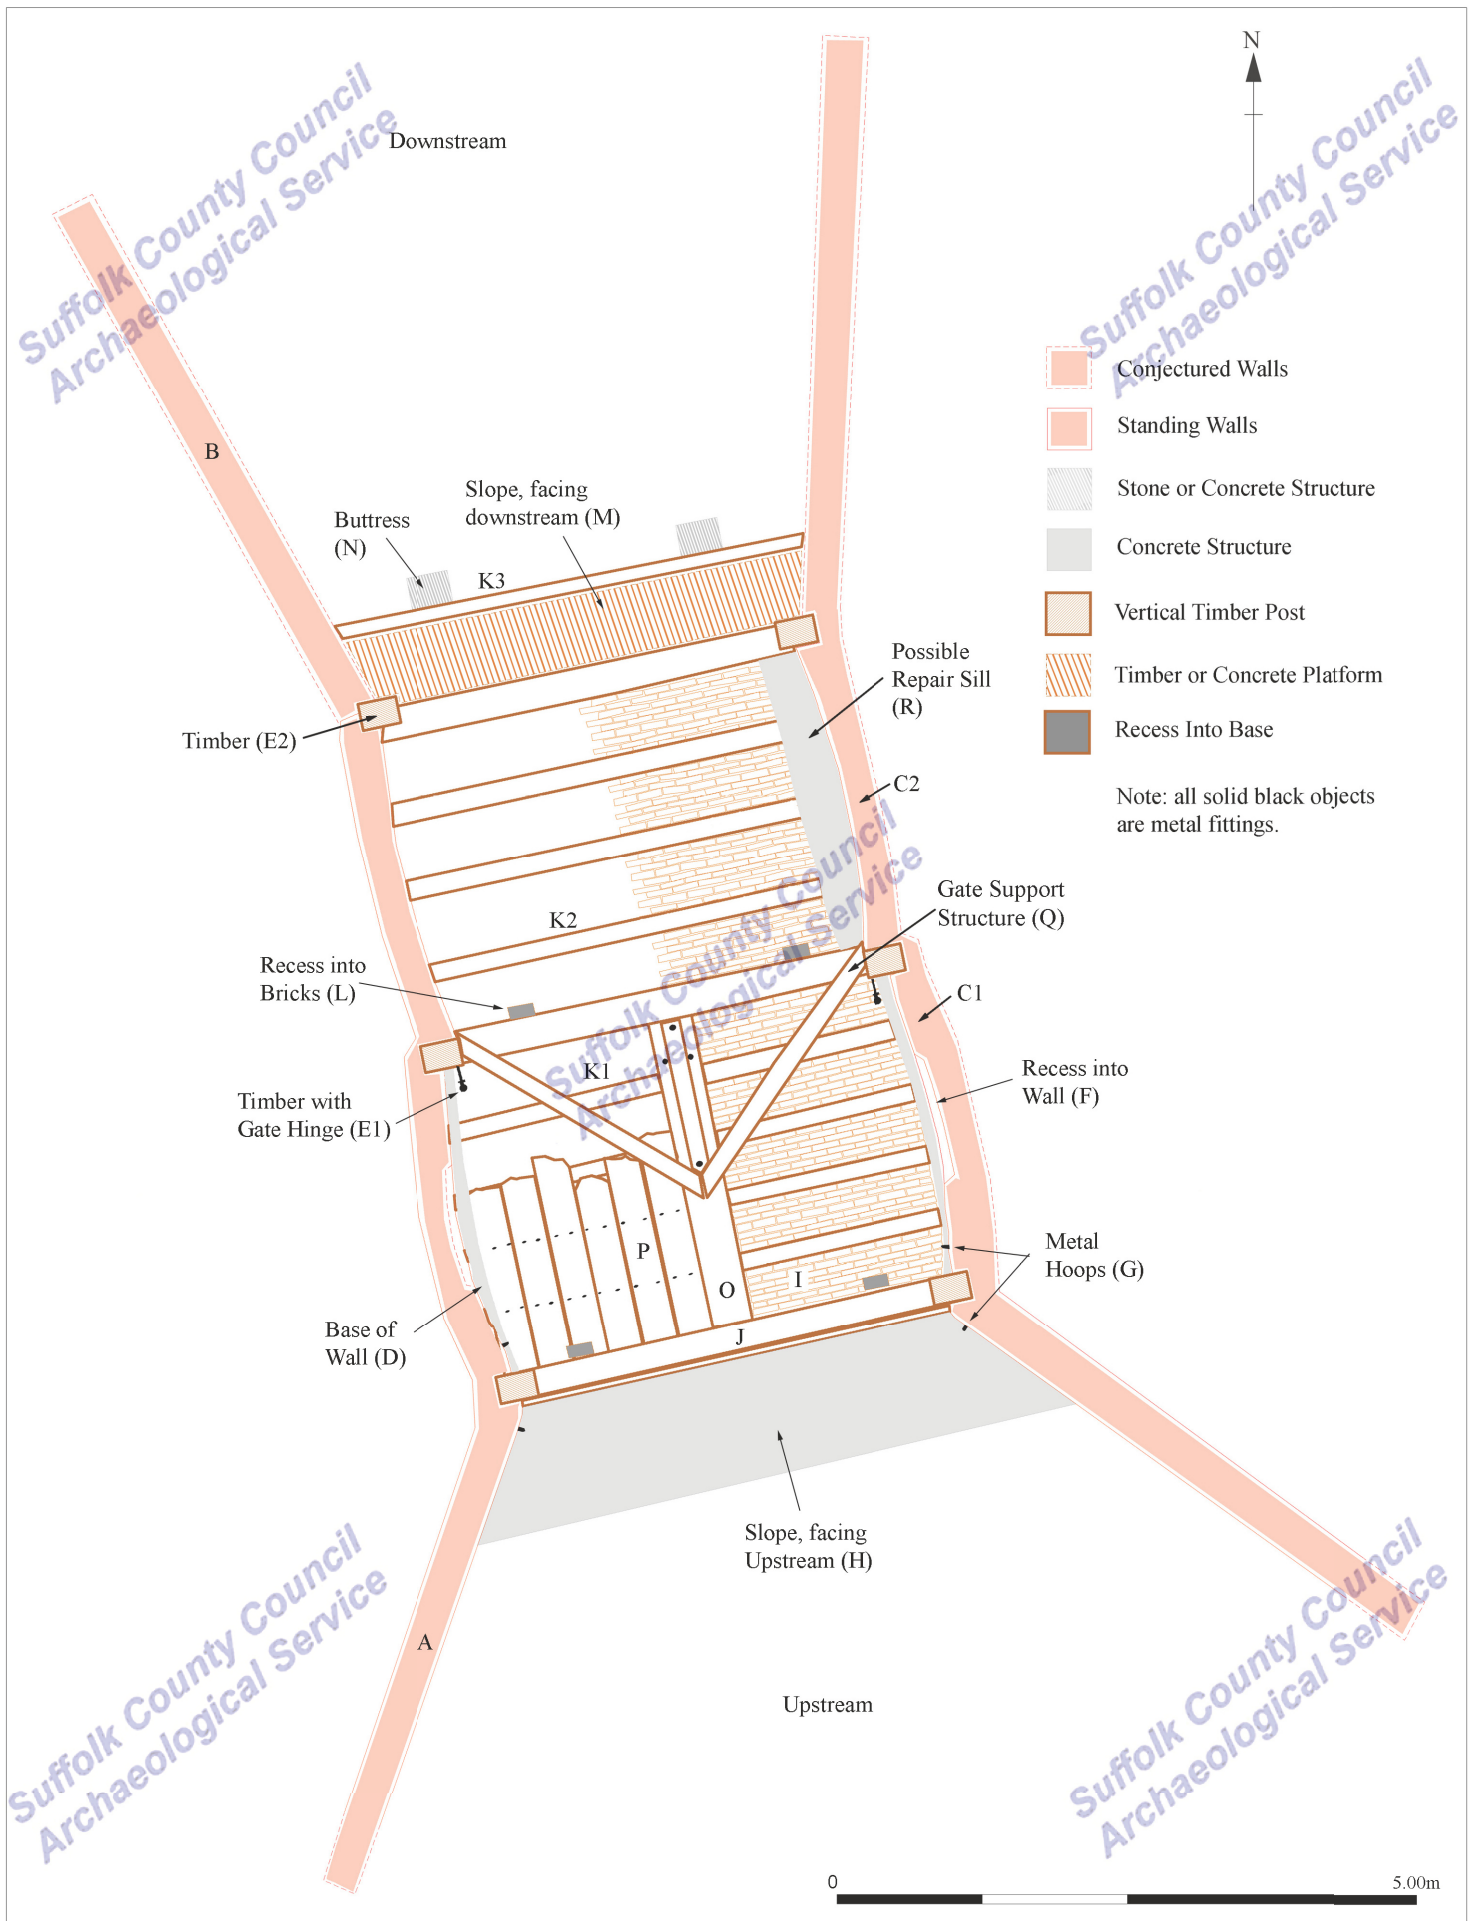 N
Suffolk County Council
Archaeological Service
Downstream
Suffolk County Council
Archaeological Service
Conjectured Walls
Standing Walls
Stone or Concrete Structure
Concrete Structure
Vertical Timber Post
Timber or Concrete Platform
Recess Into Base
Note: all solid black objects
are metal fittings.
B
Slope, facing
downstream (M)
Buttress
(N)
K3
Possible
Repair Sill
(R)
Timber (E2)
C2
Suffolk County Council
Archaeological Service
Gate Support
Structure (Q)
K2
Recess into
Bricks (L)
C1
K1
Recess into
Wall (F)
Timber with
Gate Hinge (E1)
P
Metal
Hoops (G)
I
O
J
Base of
Wall (D)
Slope, facing
Upstream (H)
Suffolk County Council
Archaeological Service
Suffolk County Council
Archaeological Service
A
Upstream
0
5.00m